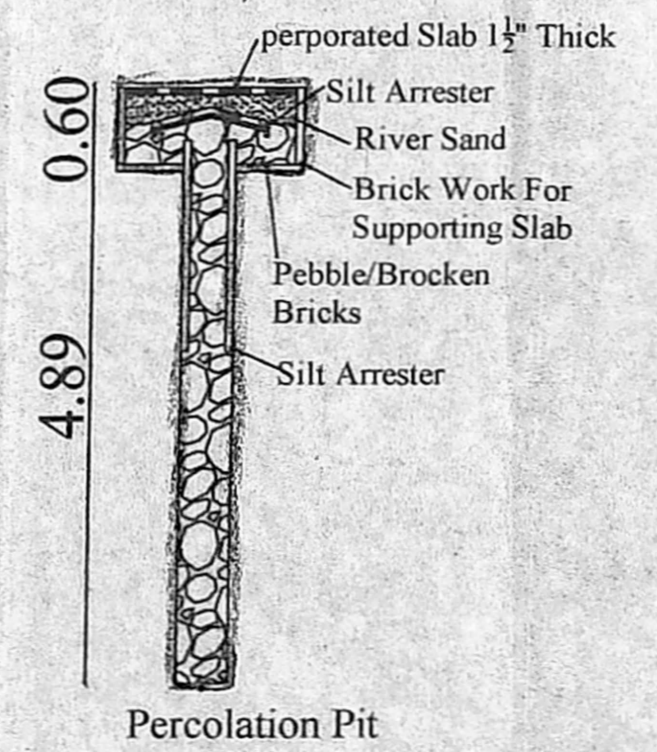 perporated Slab 1½" Thick
Silt Arrester
River Sand
Brick Work For
Supporting Slab
Pebble/Brocken
Bricks
Silt Arrester
0.60
4.89
Percolation Pit